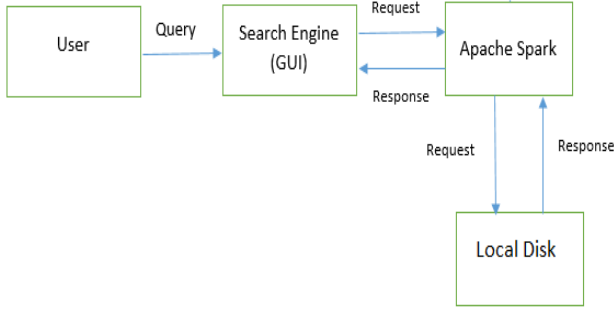 User
Query
Search Engine
(GUI)
Request
Response
Apache Spark
Request
Response
Local Disk